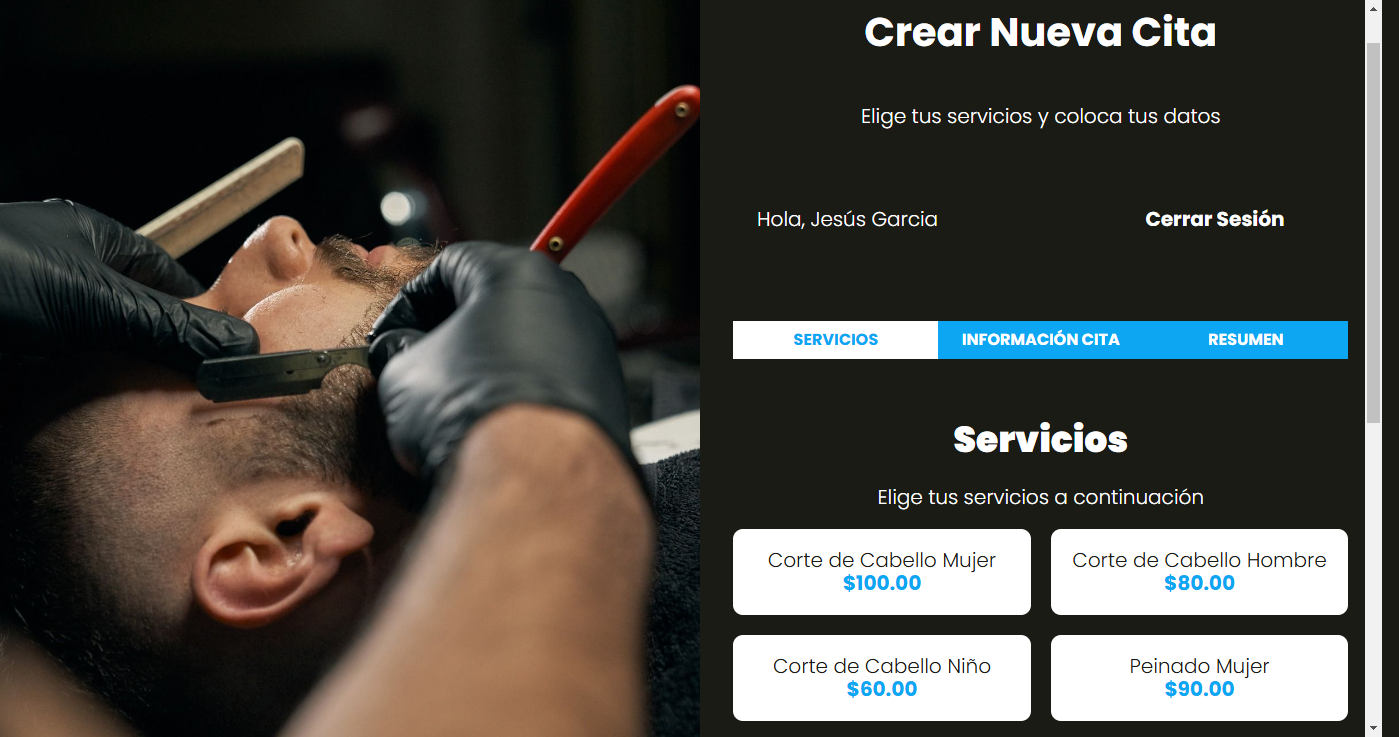 Crear Nueva Cita
Elige tus servicios y coloca tus datos
Hola, Jesús Garcia
Cerrar Sesión
SERVICIOS
INFORMACIÓN CITA
RESUMEN
Servicios
Elige tus servicios a continuación
Corte de Cabello Mujer
$100.00
Corte de Cabello Hombre
$80.00
Corte de Cabello Niño
$60.00
Peinado Mujer
$90.00